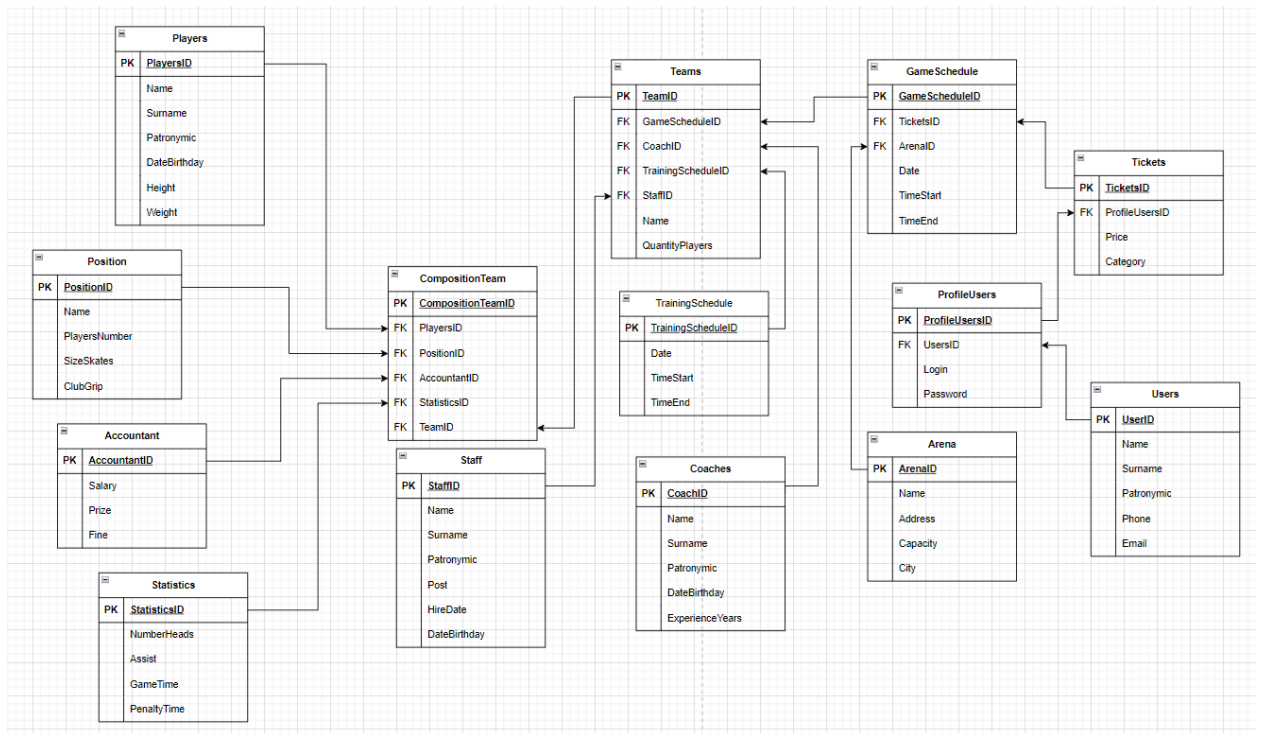 Players
PK PlayersID
Name
Surname
Patronymic
DateBirthday
Height
Weight
Position
PK PositionID
Name
PlayersNumber
SizeSkates
ClubGrip
Accountant
PK AccountantID
Salary
Prize
Fine
Statistics
PK StatisticsID
NumberHeads
Assist
GameTime
PenaltyTime
CompositionTeam
PK CompositionTeamID
FK PlayersID
FK PositionID
FK AccountantID
FK StatisticsID
FK TeamID
Staff
PK StaffID
Name
Surname
Patronymic
Post
HireDate
DateBirthday
Teams
PK TeamID
FK GameScheduleID
FK CoachID
FK TrainingScheduleID
FK StaffID
Name
QuantityPlayers
TrainingSchedule
PK TrainingScheduleID
Date
TimeStart
TimeEnd
Coaches
PK CoachID
Name
Surname
Patronymic
DateBirthday
ExperienceYears
GameSchedule
PK GameScheduleID
FK TicketsID
FK ArenaID
Date
TimeStart
TimeEnd
Tickets
PK TicketsID
FK ProfileUsersID
Price
Category
ProfileUsers
PK ProfileUsersID
FK UsersID
Login
Password
Arena
PK ArenaID
Name
Address
Capacity
City
Users
PK UserID
Name
Surname
Patronymic
Phone
Email